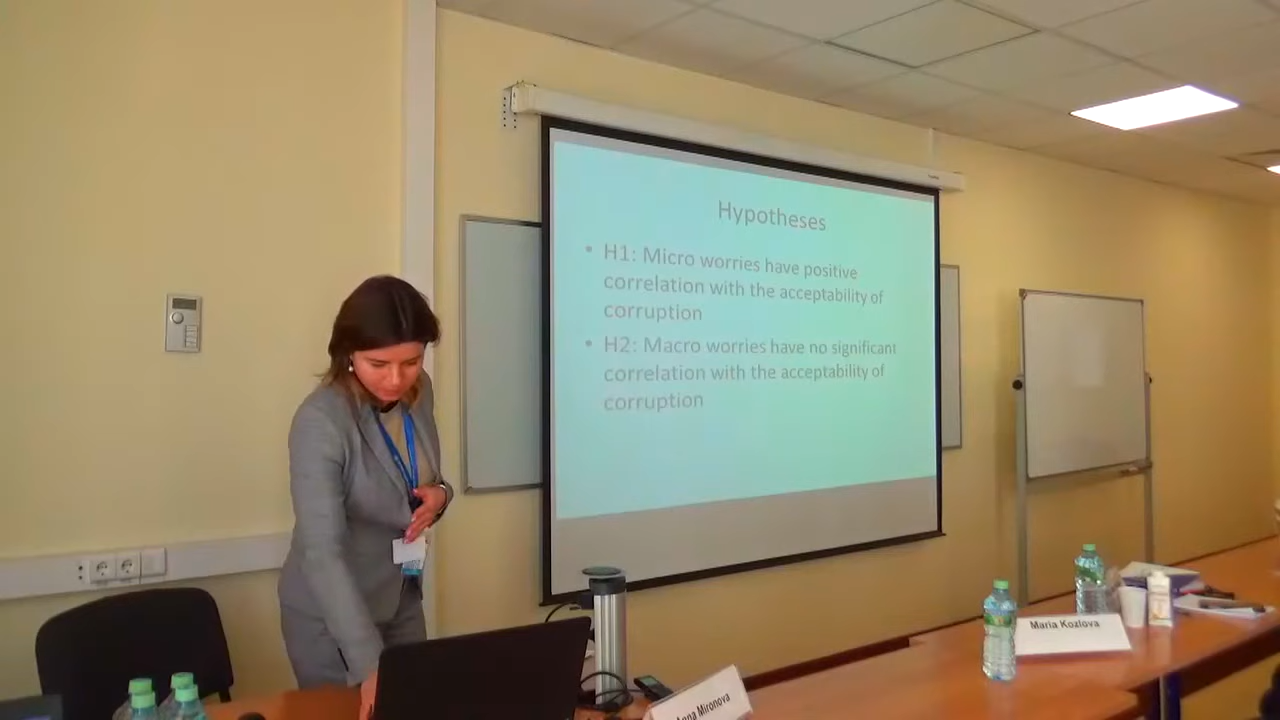 Hypotheses
• H1: Micro worries have positive
correlation with the acceptability of
corruption
• H2: Macro worries have no significant
correlation with the acceptability of
corruption
Maria Kozlova
Anna Mironova